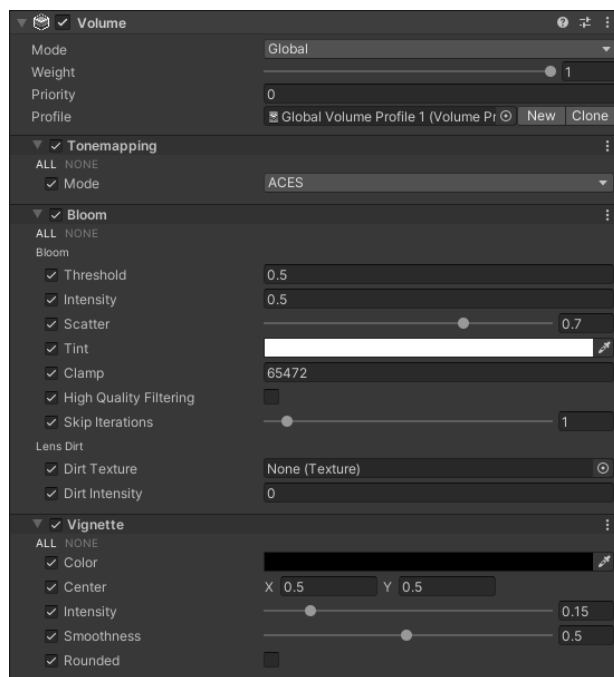 Volume
Mode Global
Weight 1
Priority 0
Profile Global Volume Profile 1 (Volume Pr New Clone
Tonemapping
ALL NONE
Mode ACES
Bloom
ALL NONE
Bloom
Threshold 0.5
Intensity 0.5
Scatter 0.7
Tint
Clamp 65472
High Quality Filtering
Skip Iterations 1
Lens Dirt
Dirt Texture None (Texture)
Dirt Intensity 0
Vignette
ALL NONE
Color
Center X 0.5 Y 0.5
Intensity 0.15
Smoothness 0.5
Rounded